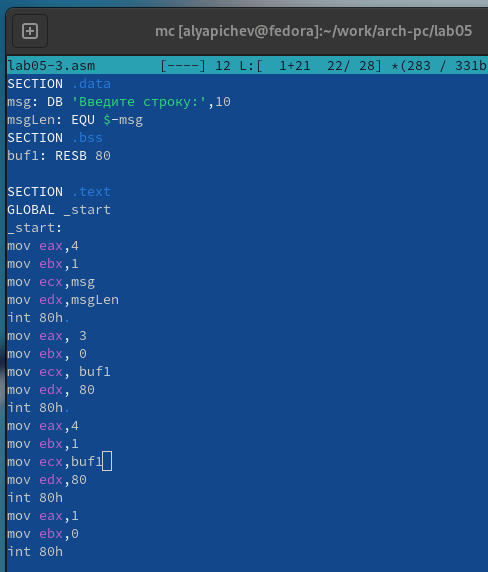 mc [alyapichev@fedora]:~/work/arch-pc/lab05
lab05-3.asm [----] 12 L:[ 1+21 22/ 28] *(283 / 331b
SECTION .data
msg: DB 'Введите строку:',10
msgLen: EQU $-msg
SECTION .bss
buf1: RESB 80
SECTION .text
GLOBAL _start
_start:
mov eax,4
mov ebx,1
mov ecx,msg
mov edx,msgLen
int 80h.
mov eax, 3
mov ebx, 0
mov ecx, buf1
mov edx, 80
int 80h.
mov eax,4
mov ebx,1
mov ecx,buf1
mov edx,80
int 80h
mov eax,1
mov ebx,0
int 80h